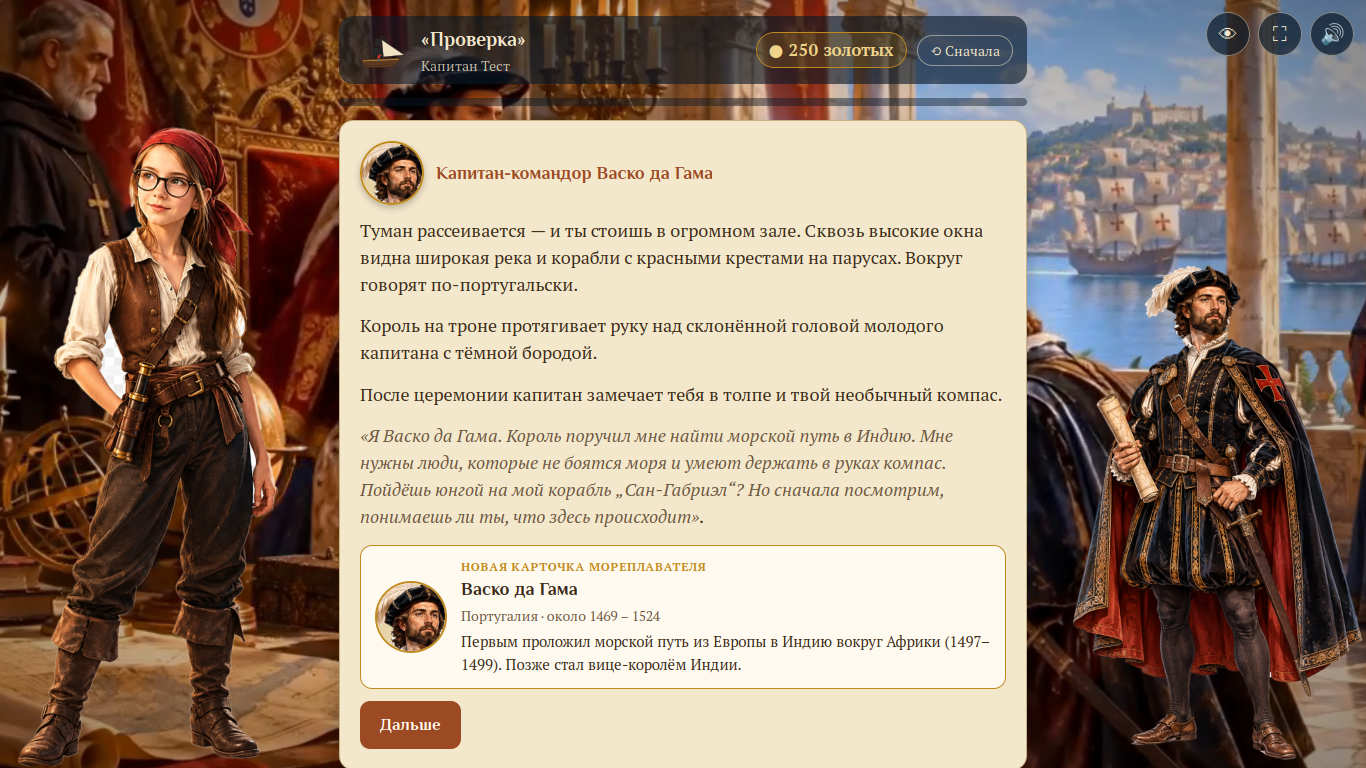 «Проверка»
Капитан Тест
250 золотых
⟲ Сначала
Капитан-командор Васко да Гама
Туман рассеивается — и ты стоишь в огромном зале. Сквозь высокие окна
видна широкая река и корабли с красными крестами на парусах. Вокруг
говорят по-португальски.
Король на троне протягивает руку над склонённой головой молодого
капитана с тёмной бородой.
После церемонии капитан замечает тебя в толпе и твой необычный компас.
«Я Васко да Гама. Король поручил мне найти морской путь в Индию. Мне
нужны люди, которые не боятся моря и умеют держать в руках компас.
Пойдёшь юнгой на мой корабль „Сан-Габриэл“? Но сначала посмотрим,
понимаешь ли ты, что здесь происходит».
НОВАЯ КАРТОЧКА МОРЕПЛАВАТЕЛЯ
Васко да Гама
Португалия · около 1469 – 1524
Первым проложил морской путь из Европы в Индию вокруг Африки (1497–
1499). Позже стал вице-королём Индии.
Дальше